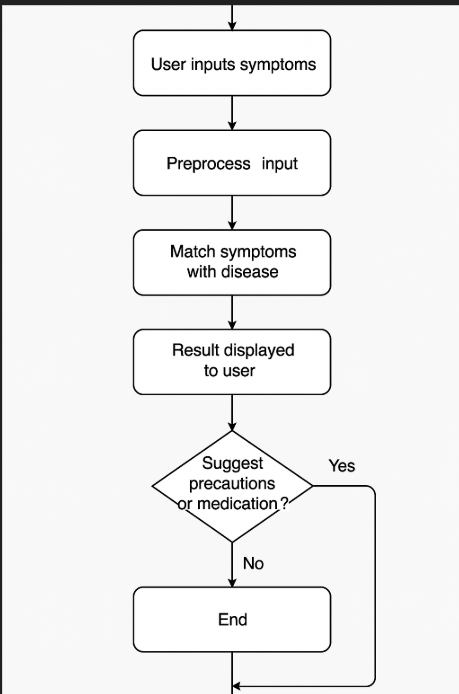 User inputs symptoms
Preprocess input
Match symptoms
with disease
Result displayed
to user
Suggest
precautions
or medication?
Yes
No
End